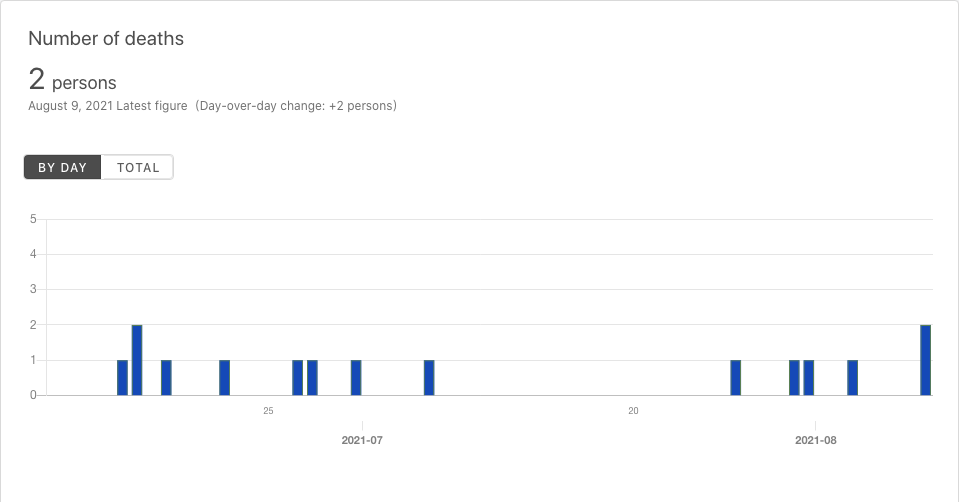 Number of deaths
2 persons
August 9, 2021 Latest figure (Day-over-day change: +2 persons)
BY DAY TOTAL
5
4
3
2
1
0
25 20
2021-07 2021-08